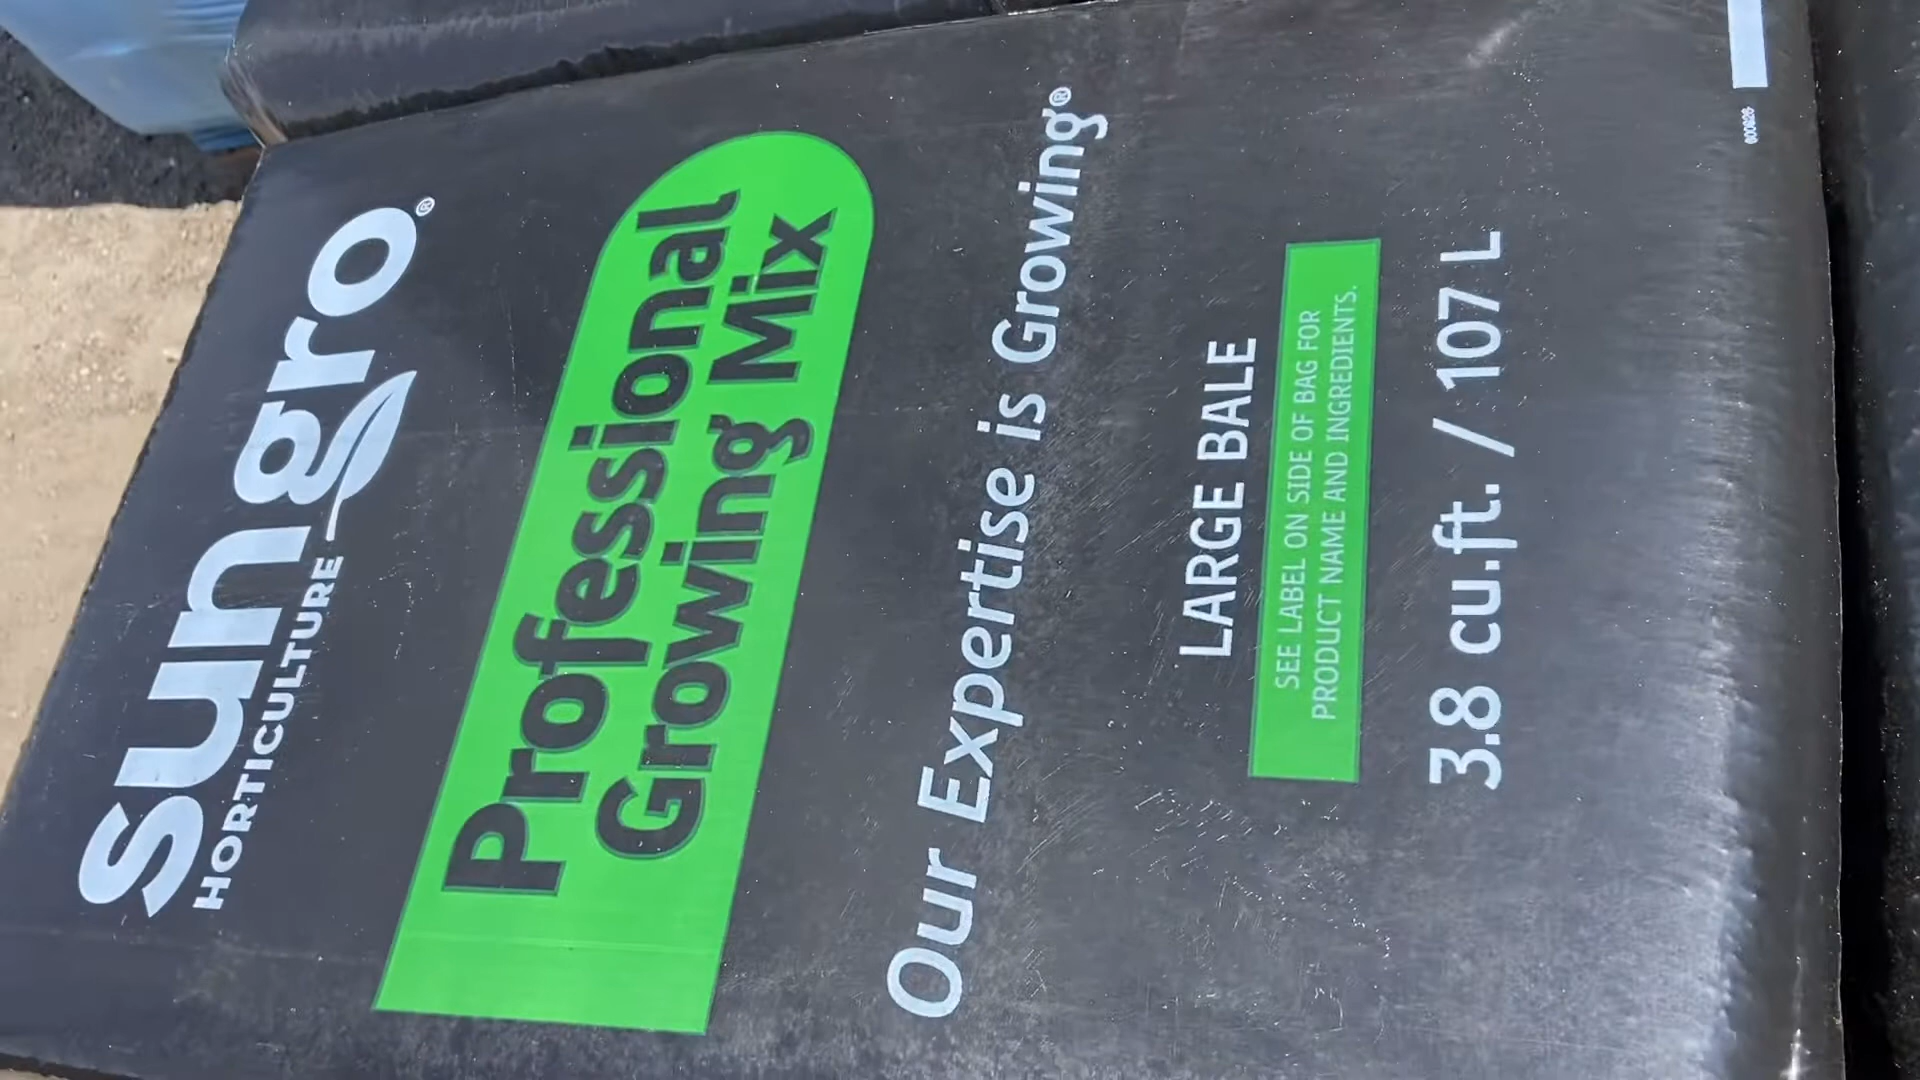 sungro®
HORTICULTURE
Professional
Growing Mix
Our Expertise is Growing®
LARGE BALE
SEE LABEL ON SIDE OF BAG FOR
PRODUCT NAME AND INGREDIENTS.
3.8 cu.ft. / 107 L